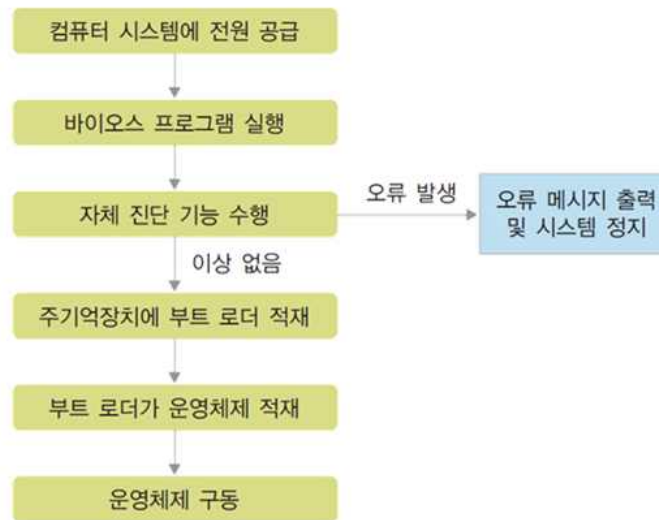 컴퓨터 시스템에 전원 공급
바이오스 프로그램 실행
자체 진단 기능 수행
오류 발생
오류 메시지 출력
및 시스템 정지
이상 없음
주기억장치에 부트 로더 적재
부트 로더가 운영체제 적재
운영체제 구동